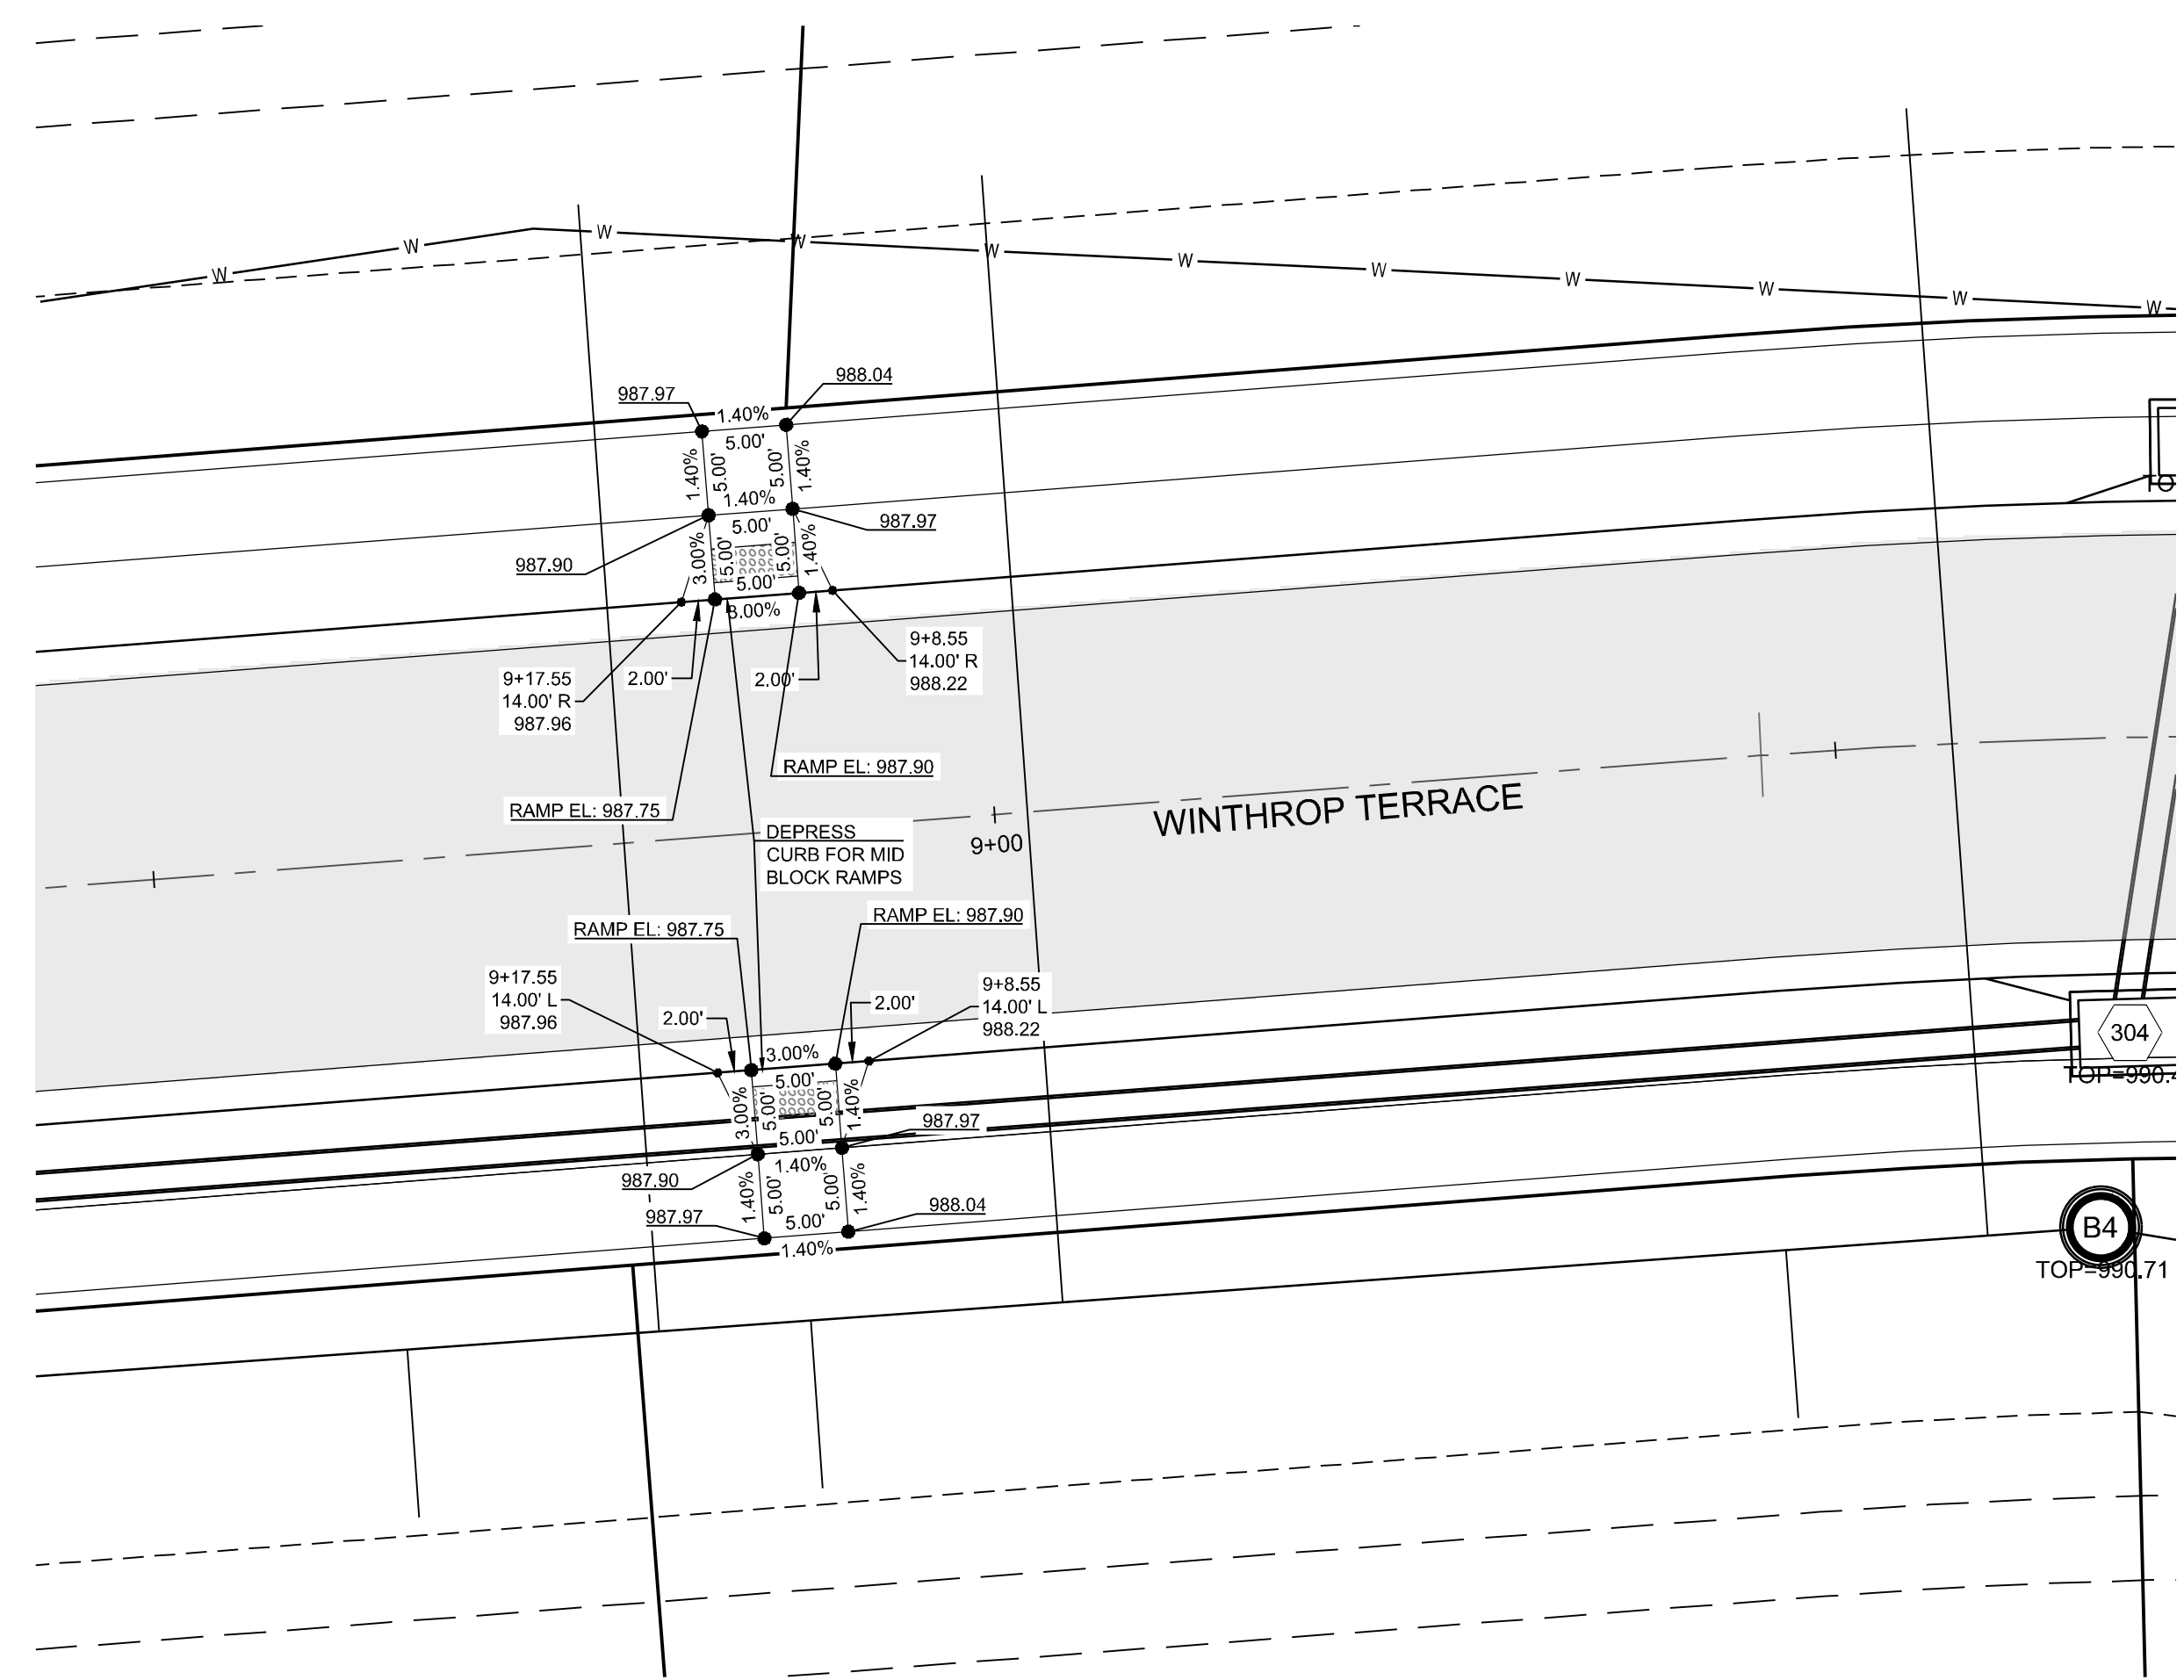 W
W
W
W
W
W
W
W
W
W
W
987.97
988.04
1.40%
5.00'
1.40%
5.00'
5.00'
1.40%
1.40%
5.00'
987.97
987.90
3.00%
5.00'
5.00'
1.40%
5.00'
3.00%
9+8.55
14.00' R
988.22
9+17.55
14.00' R
987.96
2.00'
2.00'
RAMP EL: 987.90
RAMP EL: 987.75
WINTHROP TERRACE
9+00
DEPRESS
CURB FOR MID
BLOCK RAMPS
RAMP EL: 987.90
RAMP EL: 987.75
9+17.55
14.00' L
987.96
9+8.55
14.00' L
988.22
2.00'
2.00'
3.00%
5.00'
3.00%
5.00'
5.00'
1.40%
987.97
5.00'
1.40%
987.90
1.40%
5.00'
5.00'
1.40%
987.97
988.04
5.00'
1.40%
304
TOP=990.4
B4
TOP=990.71